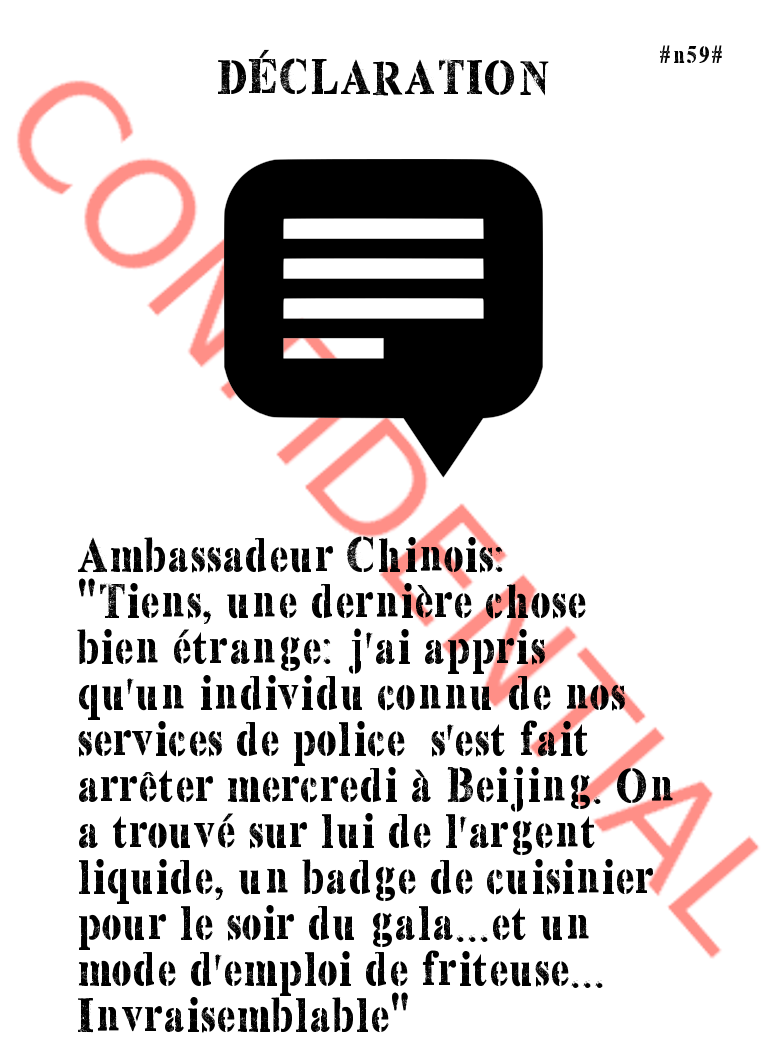 #n59#
DÉCLARATION
CONFIDENTIAL
Ambassadeur Chinois:
"Tiens, une dernière chose
bien étrange: j'ai appris
qu'un individu connu de nos
services de police s'est fait
arrêter mercredi à Beijing. On
a trouvé sur lui de l'argent
liquide, un badge de cuisinier
pour le soir du gala...et un
mode d'emploi de friteuse...
Invraisemblable"